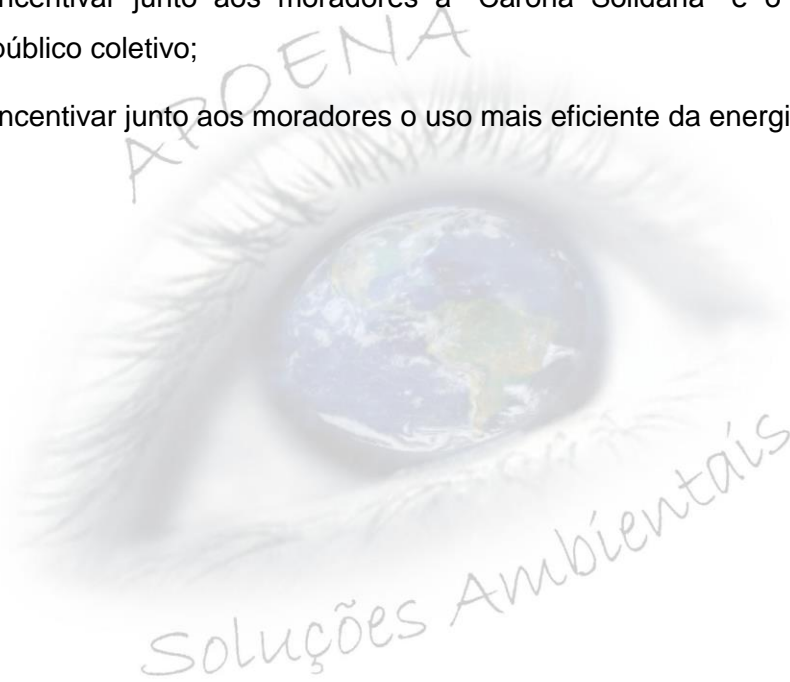 ncentivar junto aos moradores a "Carona Solidária" e o
público coletivo;
APOENA
ncentivar junto aos moradores o uso mais eficiente da energi
Soluções Ambientais